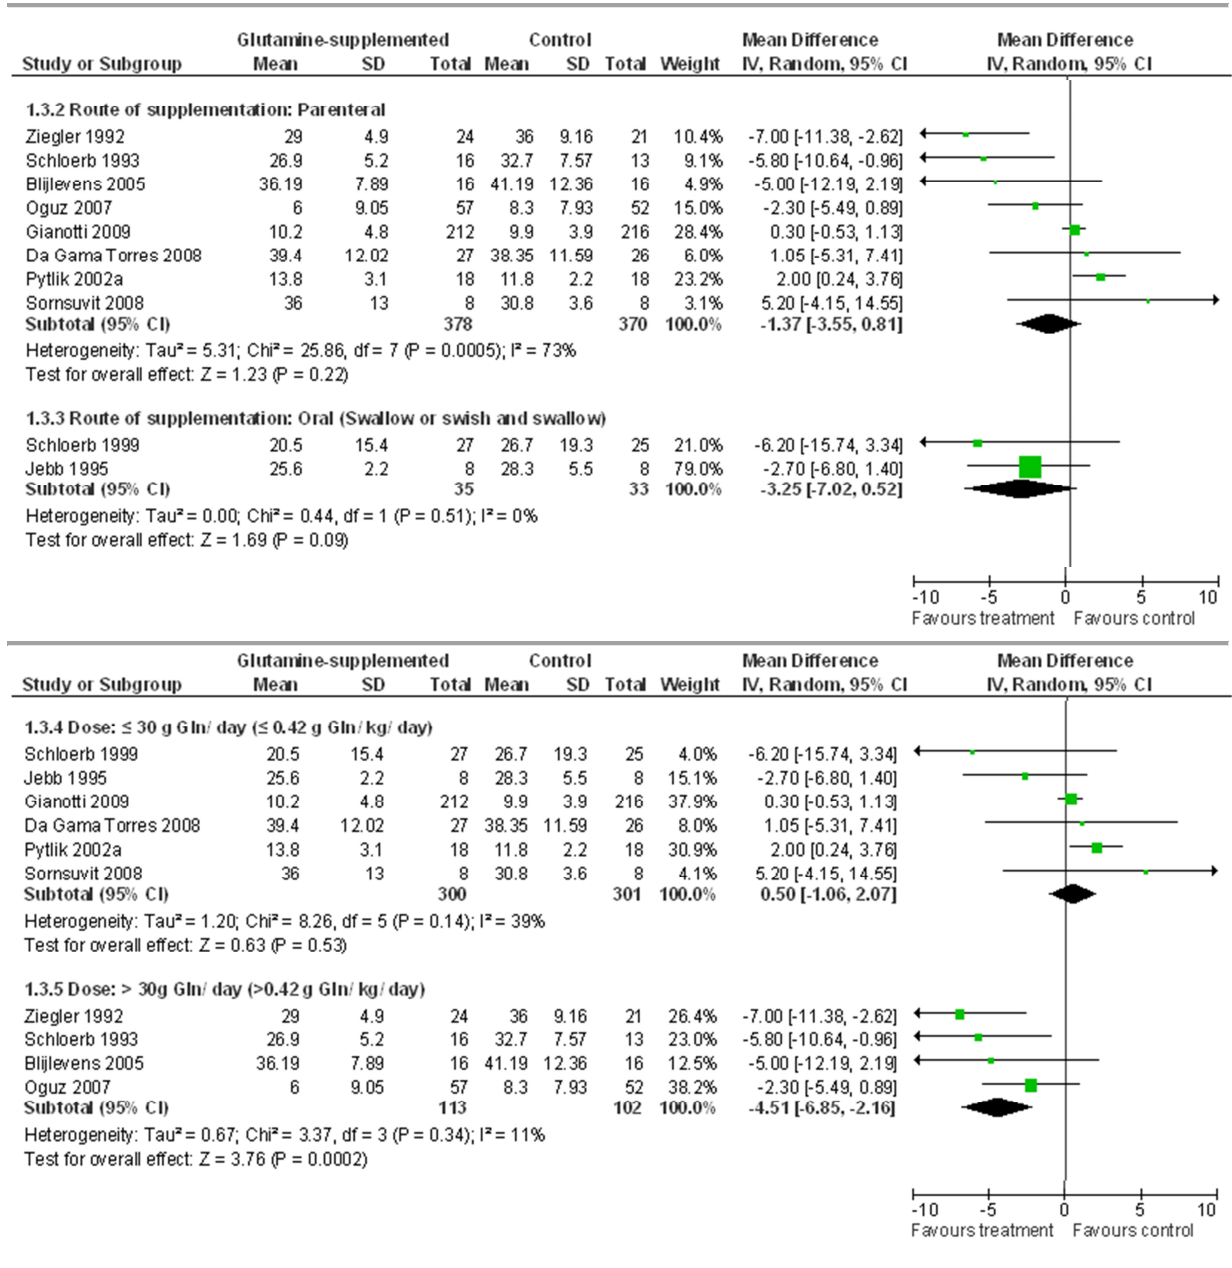 Glutamine-supplemented Control Mean Difference Mean Difference
Study or Subgroup Mean SD Total Mean SD Total Weight IV, Random, 95% CI IV, Random, 95% CI
1.3.2 Route of supplementation: Parenteral
Ziegler 1992 29 4.9 24 36 9.16 21 10.4% -7.00 [-11.38, -2.62]
Schloerb 1993 26.9 5.2 16 32.7 7.57 13 9.1% -5.80 [-10.64, -0.96]
Blijlevens 2005 36.19 7.89 16 41.19 12.36 16 4.9% -5.00 [-12.19, 2.19]
Oguz 2007 6 9.05 57 8.3 7.93 52 15.0% -2.30 [-5.49, 0.89]
Gianotti 2009 10.2 4.8 212 9.9 3.9 216 28.4% 0.30 [-0.53, 1.13]
Da Gama Torres 2008 39.4 12.02 27 38.35 11.59 26 6.0% 1.05 [-5.31, 7.41]
Pytlik 2002a 13.8 3.1 18 11.8 2.2 18 23.2% 2.00 [0.24, 3.76]
Sornsuvit 2008 36 13 8 30.8 3.6 8 3.1% 5.20 [-4.15, 14.55]
Subtotal (95% CI) 378 370 100.0% -1.37 [-3.55, 0.81]
Heterogeneity: Tau² = 5.31; Chi² = 25.86, df = 7 (P = 0.0005); I² = 73%
Test for overall effect: Z = 1.23 (P = 0.22)
1.3.3 Route of supplementation: Oral (Swallow or swish and swallow)
Schloerb 1999 20.5 15.4 27 26.7 19.3 25 21.0% -6.20 [-15.74, 3.34]
Jebb 1995 25.6 2.2 8 28.3 5.5 8 79.0% -2.70 [-6.80, 1.40]
Subtotal (95% CI) 35 33 100.0% -3.25 [-7.02, 0.52]
Heterogeneity: Tau² = 0.00; Chi² = 0.44, df = 1 (P = 0.51); I² = 0%
Test for overall effect: Z = 1.69 (P = 0.09)
-10 -5 0 5 10
Favours treatment Favours control
Glutamine-supplemented Control Mean Difference Mean Difference
Study or Subgroup Mean SD Total Mean SD Total Weight IV, Random, 95% CI IV, Random, 95% CI
1.3.4 Dose: ≤ 30 g Gln/ day (≤ 0.42 g Gln/ kg/ day)
Schloerb 1999 20.5 15.4 27 26.7 19.3 25 4.0% -6.20 [-15.74, 3.34]
Jebb 1995 25.6 2.2 8 28.3 5.5 8 15.1% -2.70 [-6.80, 1.40]
Gianotti 2009 10.2 4.8 212 9.9 3.9 216 37.9% 0.30 [-0.53, 1.13]
Da Gama Torres 2008 39.4 12.02 27 38.35 11.59 26 8.0% 1.05 [-5.31, 7.41]
Pytlik 2002a 13.8 3.1 18 11.8 2.2 18 30.9% 2.00 [0.24, 3.76]
Sornsuvit 2008 36 13 8 30.8 3.6 8 4.1% 5.20 [-4.15, 14.55]
Subtotal (95% CI) 300 301 100.0% 0.50 [-1.06, 2.07]
Heterogeneity: Tau² = 1.20; Chi² = 8.26, df = 5 (P = 0.14); I² = 39%
Test for overall effect: Z = 0.63 (P = 0.53)
1.3.5 Dose: > 30g Gln/ day (>0.42 g Gln/ kg/ day)
Ziegler 1992 29 4.9 24 36 9.16 21 26.4% -7.00 [-11.38, -2.62]
Schloerb 1993 26.9 5.2 16 32.7 7.57 13 23.0% -5.80 [-10.64, -0.96]
Blijlevens 2005 36.19 7.89 16 41.19 12.36 16 12.5% -5.00 [-12.19, 2.19]
Oguz 2007 6 9.05 57 8.3 7.93 52 38.2% -2.30 [-5.49, 0.89]
Subtotal (95% CI) 113 102 100.0% -4.51 [-6.85, -2.16]
Heterogeneity: Tau² = 0.67; Chi² = 3.37, df = 3 (P = 0.34); I² = 11%
Test for overall effect: Z = 3.76 (P = 0.0002)
-10 -5 0 5 10
Favours treatment Favours control